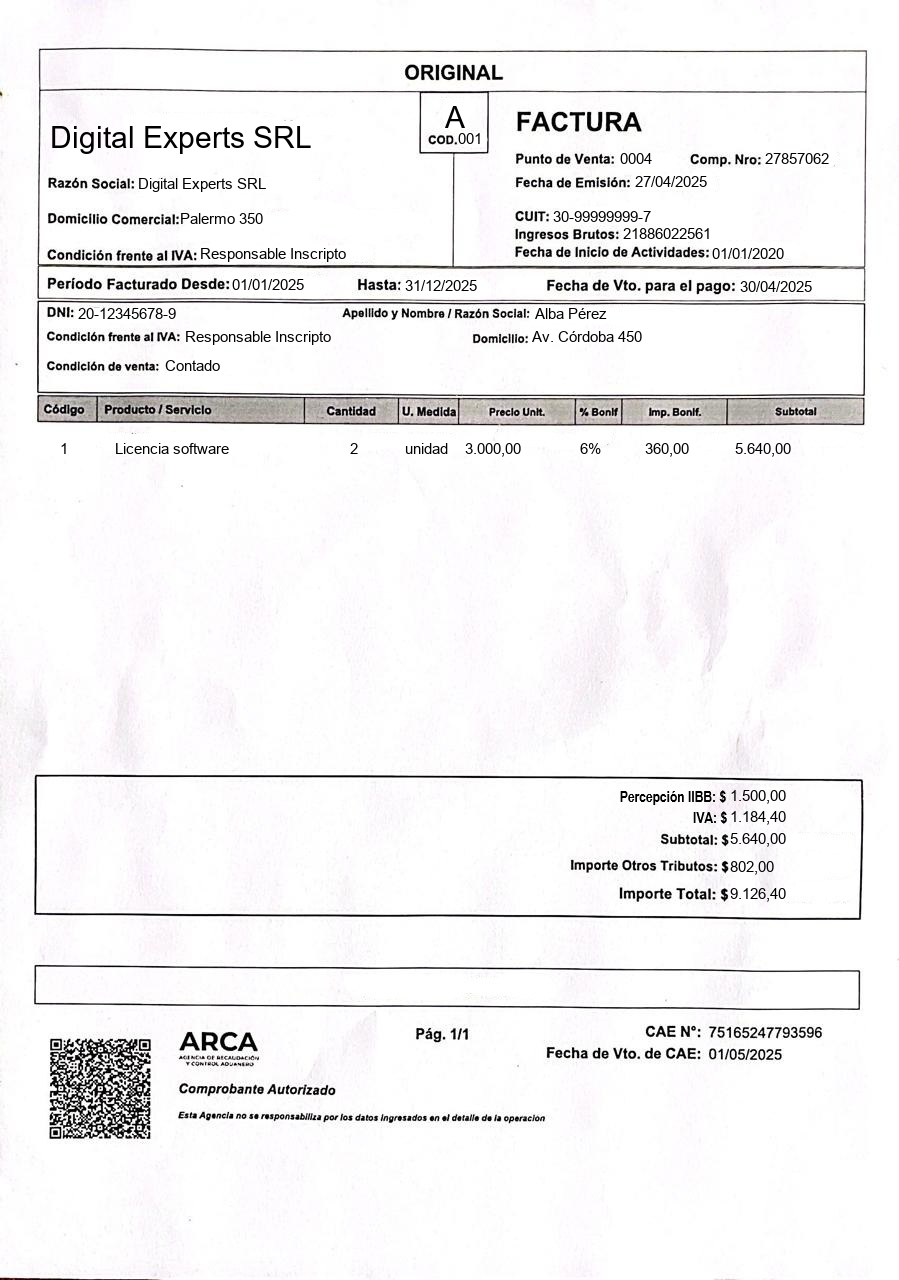 ORIGINAL
Digital Experts SRL
A
COD.001
FACTURA
Punto de Venta: 0004 Comp. Nro: 27857062
Razón Social: Digital Experts SRL
Fecha de Emisión: 27/04/2025
Domicilio Comercial:Palermo 350
CUIT: 30-99999999-7
Ingresos Brutos: 21886022561
Condición frente al IVA: Responsable Inscripto
Fecha de Inicio de Actividades: 01/01/2020
Período Facturado Desde: 01/01/2025 Hasta: 31/12/2025 Fecha de Vto. para el pago: 30/04/2025
DNI: 20-12345678-9 Apellido y Nombre / Razón Social: Alba Pérez
Condición frente al IVA: Responsable Inscripto Domicilio: Av. Córdoba 450
Condición de venta: Contado
Código Producto / Servicio Cantidad U. Medida Precio Unit. % Bonif Imp. Bonif. Subtotal
1 Licencia software 2 unidad 3.000,00 6% 360,00 5.640,00
Percepción IIBB: $ 1.500,00
IVA: $ 1.184,40
Subtotal: $5.640,00
Importe Otros Tributos: $802,00
Importe Total: $9.126,40
ARCA
AGENCIA DE RECAUDACIÓN
Y CONTROL ADUANERO
Pág. 1/1
CAE N°: 75165247793596
Fecha de Vto. de CAE: 01/05/2025
Comprobante Autorizado
Esta Agencia no se responsabiliza por los datos ingresados en el detalle de la operación